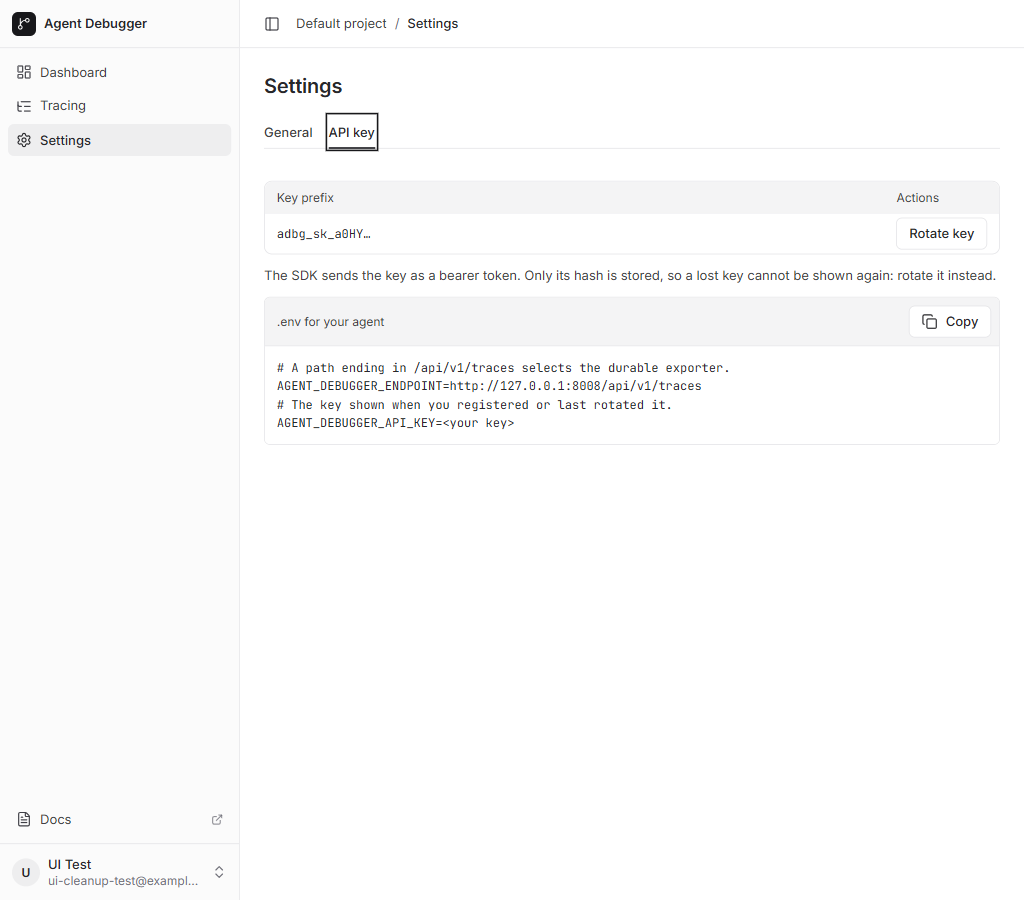 Agent Debugger
Default project / Settings
Dashboard
Tracing
Settings
Settings
General
API key
Key prefix
Actions
adbg_sk_a0HY…
Rotate key
The SDK sends the key as a bearer token. Only its hash is stored, so a lost key cannot be shown again: rotate it instead.
.env for your agent
Copy
# A path ending in /api/v1/traces selects the durable exporter.
AGENT_DEBUGGER_ENDPOINT=http://127.0.0.1:8008/api/v1/traces
# The key shown when you registered or last rotated it.
AGENT_DEBUGGER_API_KEY=<your key>
Docs
U
UI Test
ui-cleanup-test@exampl...